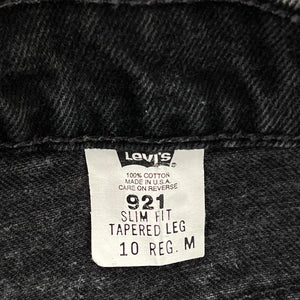 Levi's
100% COTTON
MADE IN U.S.A.
CARE ON REVERSE
921
SLIM FIT
TAPERED LEG
10 REG. M